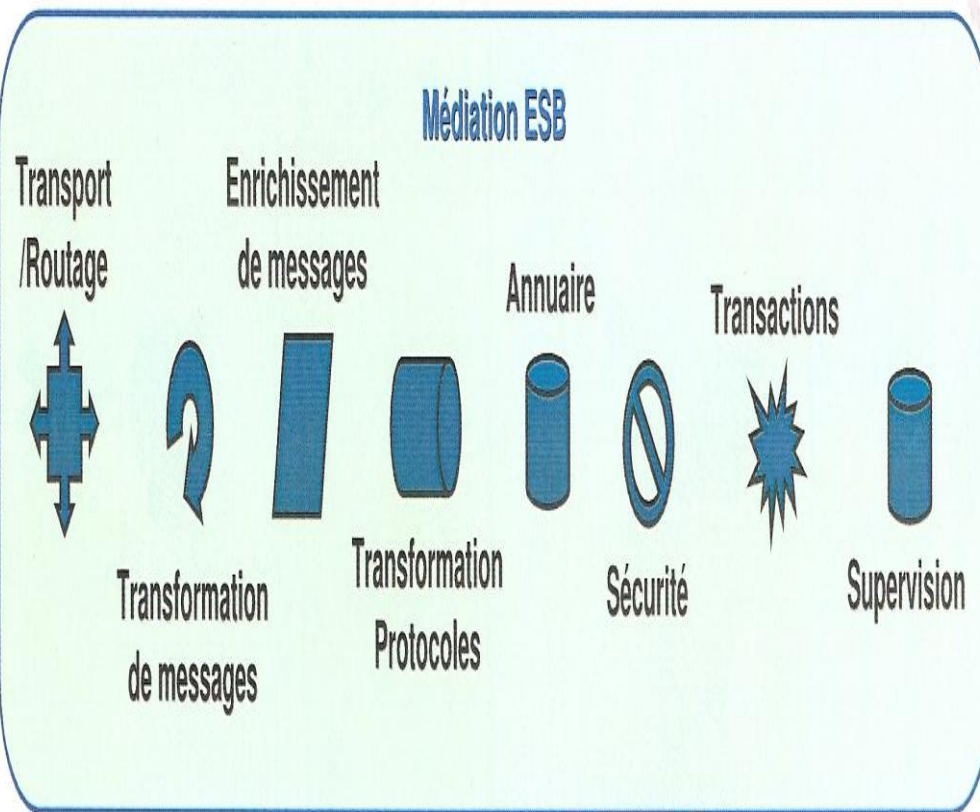 Médiation ESB
Transport
/Routage
Enrichissement
de messages
Annuaire
Transactions
Transformation
de messages
Transformation
Protocoles
Sécurité
Supervision